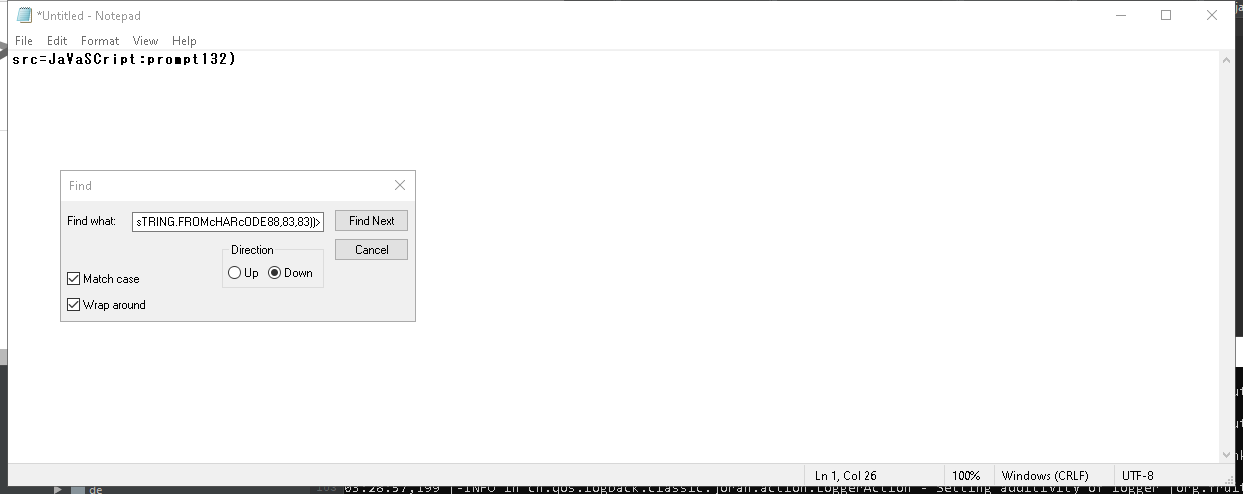 *Untitled - Notepad
File Edit Format View Help
src=JaVaSCript:prompt132)
Find
Find what: sTRING.FROMcHARcODE88,83,83))> Find Next
Direction Cancel
Up Down
Match case
Wrap around
Ln 1, Col 26 100% Windows (CRLF) UTF-8
de
03:28:57,199 |-INFO in ch.qos.logback.classic.joran.action.LoggerAction - Setting additivity of logger